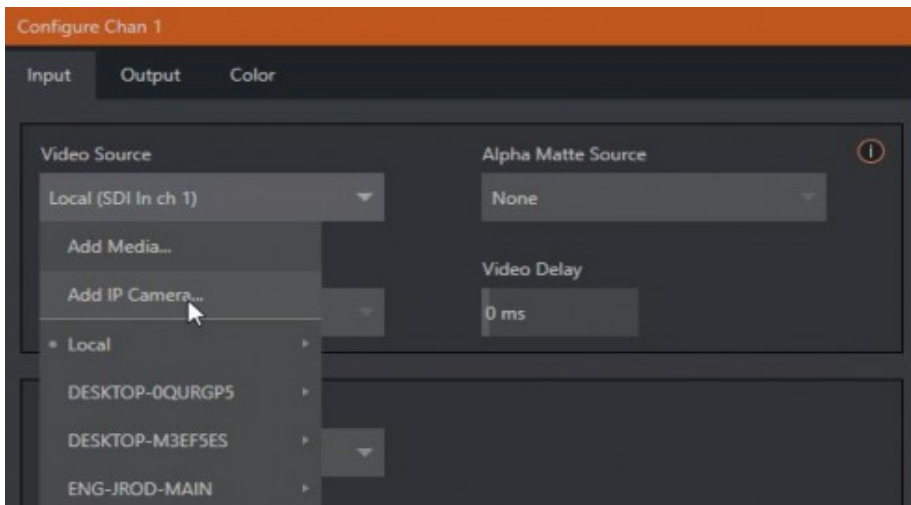 Configure Chan 1
Input Output Color
Video Source
Alpha Matte Source
Local (SDI In ch 1)
None
Add Media...
Video Delay
Add IP Camera...
0 ms
Local
DESKTOP-0QURGP5
DESKTOP-M3EF5ES
ENG-JROD-MAIN